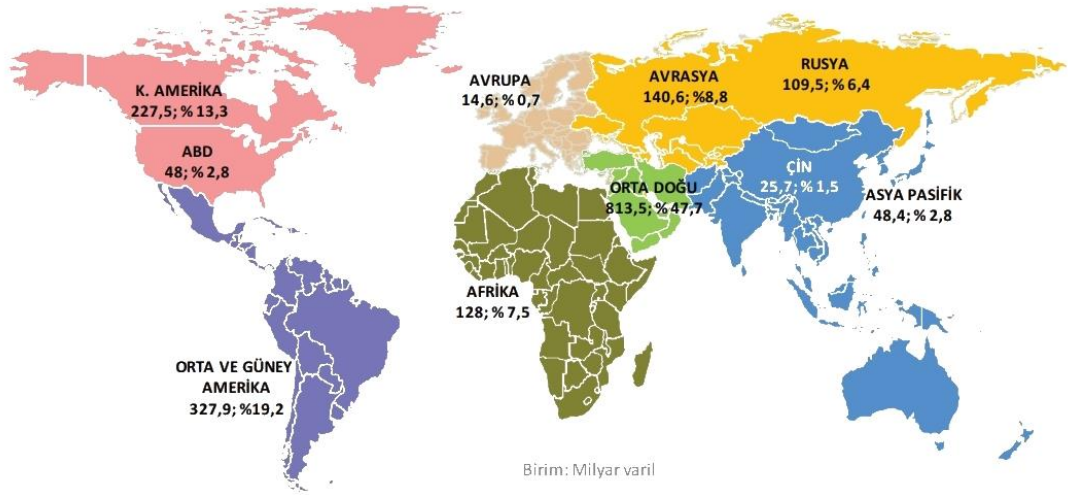 K. AMERİKA
227,5; % 13,3
ABD
48; % 2,8
AVRUPA
14,6; % 0,7
AVRASYA
140,6; %8,8
RUSYA
109,5; % 6,4
ORTA DOĞU
813,5; % 47,7
ÇİN
25,7; % 1,5
ASYA PASİFİK
48,4; % 2,8
AFRİKA
128; % 7,5
ORTA VE GÜNEY
AMERİKA
327,9; %19,2
Birim: Milyar varil